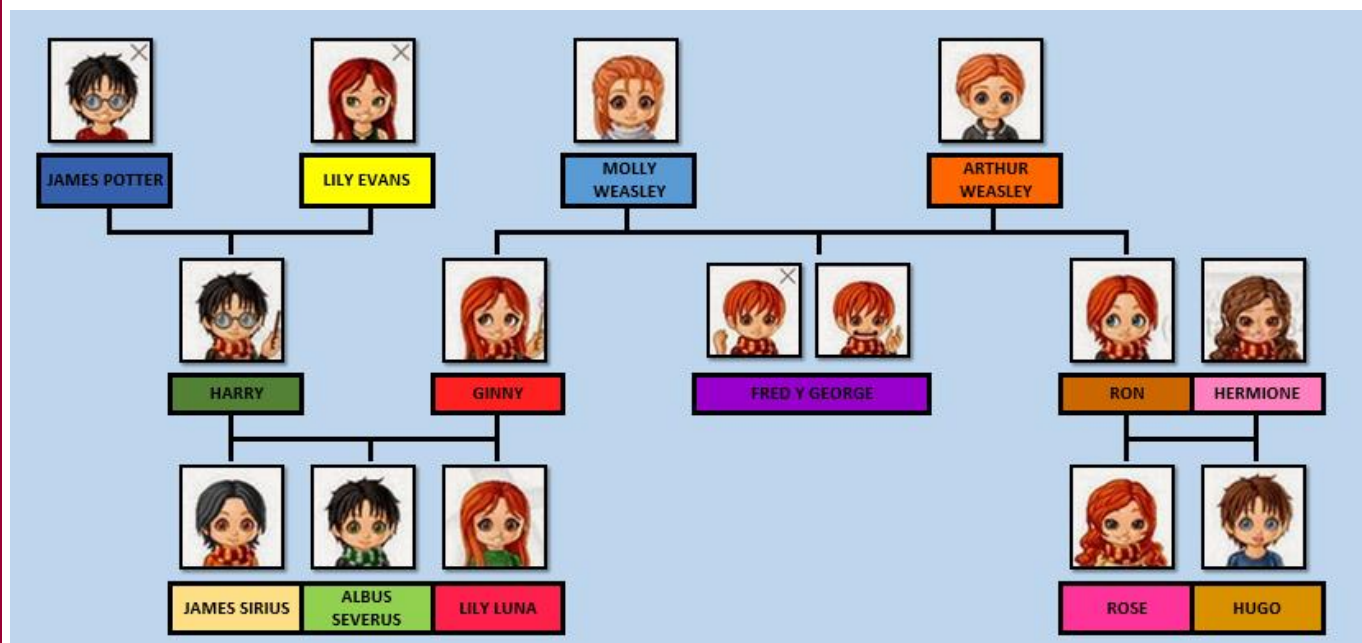 JAMES POTTER
LILY EVANS
MOLLY
WEASLEY
ARTHUR
WEASLEY
HARRY
GINNY
FRED Y GEORGE
RON
HERMIONE
JAMES SIRIUS
ALBUS
SEVERUS
LILY LUNA
ROSE
HUGO